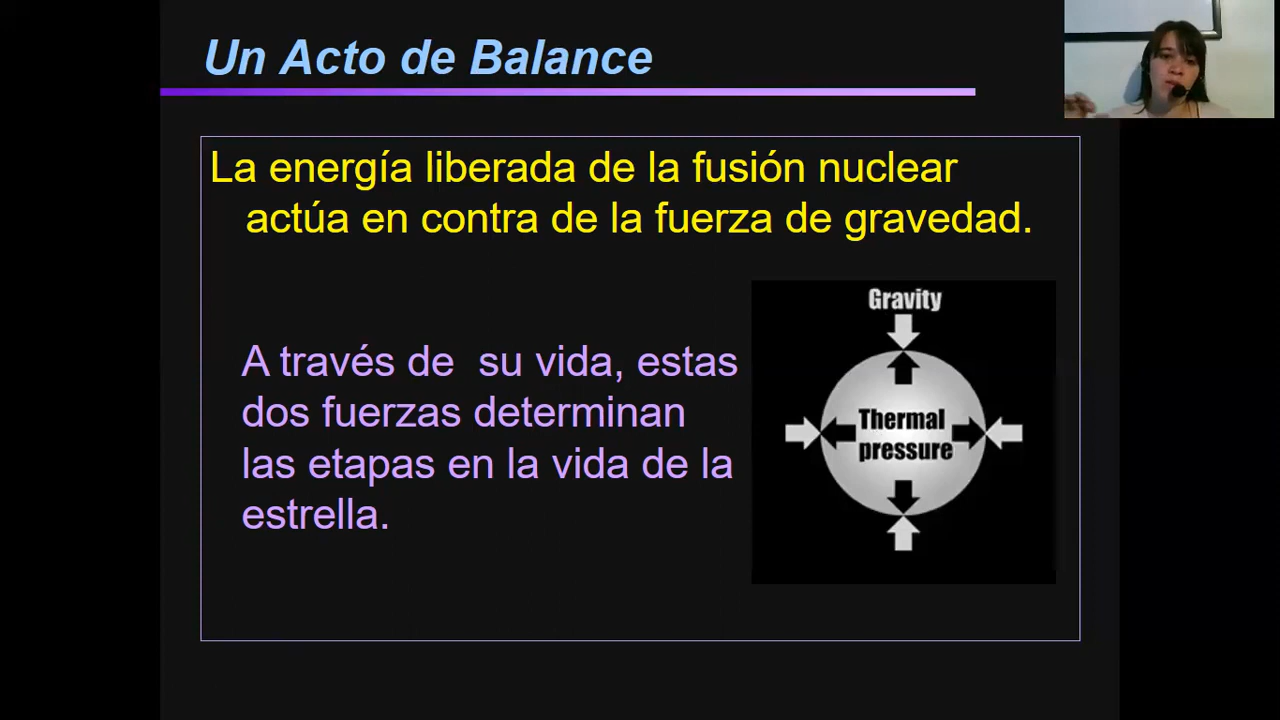 Un Acto de Balance
La energía liberada de la fusión nuclear
actúa en contra de la fuerza de gravedad.
A través de su vida, estas
dos fuerzas determinan
las etapas en la vida de la
estrella.
Gravity
Thermal
pressure